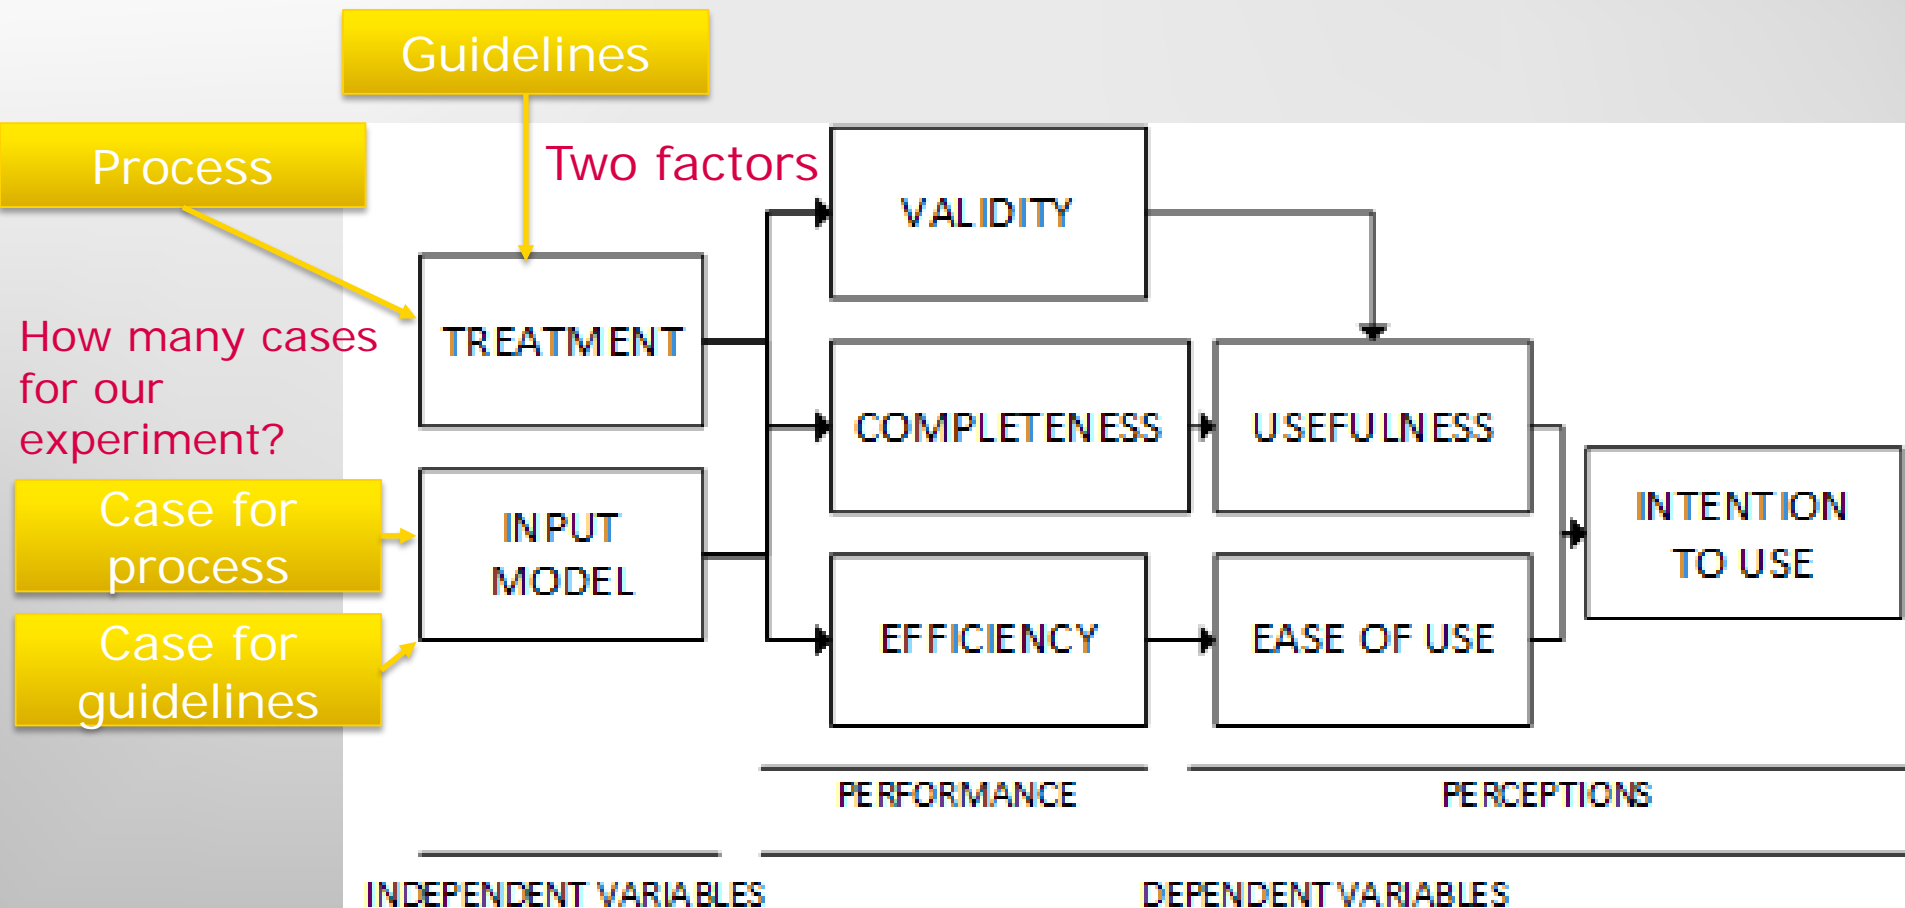 Guidelines
Process
Two factors
VALIDITY
TREATMENT
How many cases
for our
experiment?
COMPLETENESS
USEFULNESS
Case for
process
INPUT
MODEL
INTENTION
TO USE
Case for
guidelines
EFFICIENCY
EASE OF USE
PERFORMANCE
PERCEPTIONS
INDEPENDENT VARIABLES
DEPENDENT VARIABLES